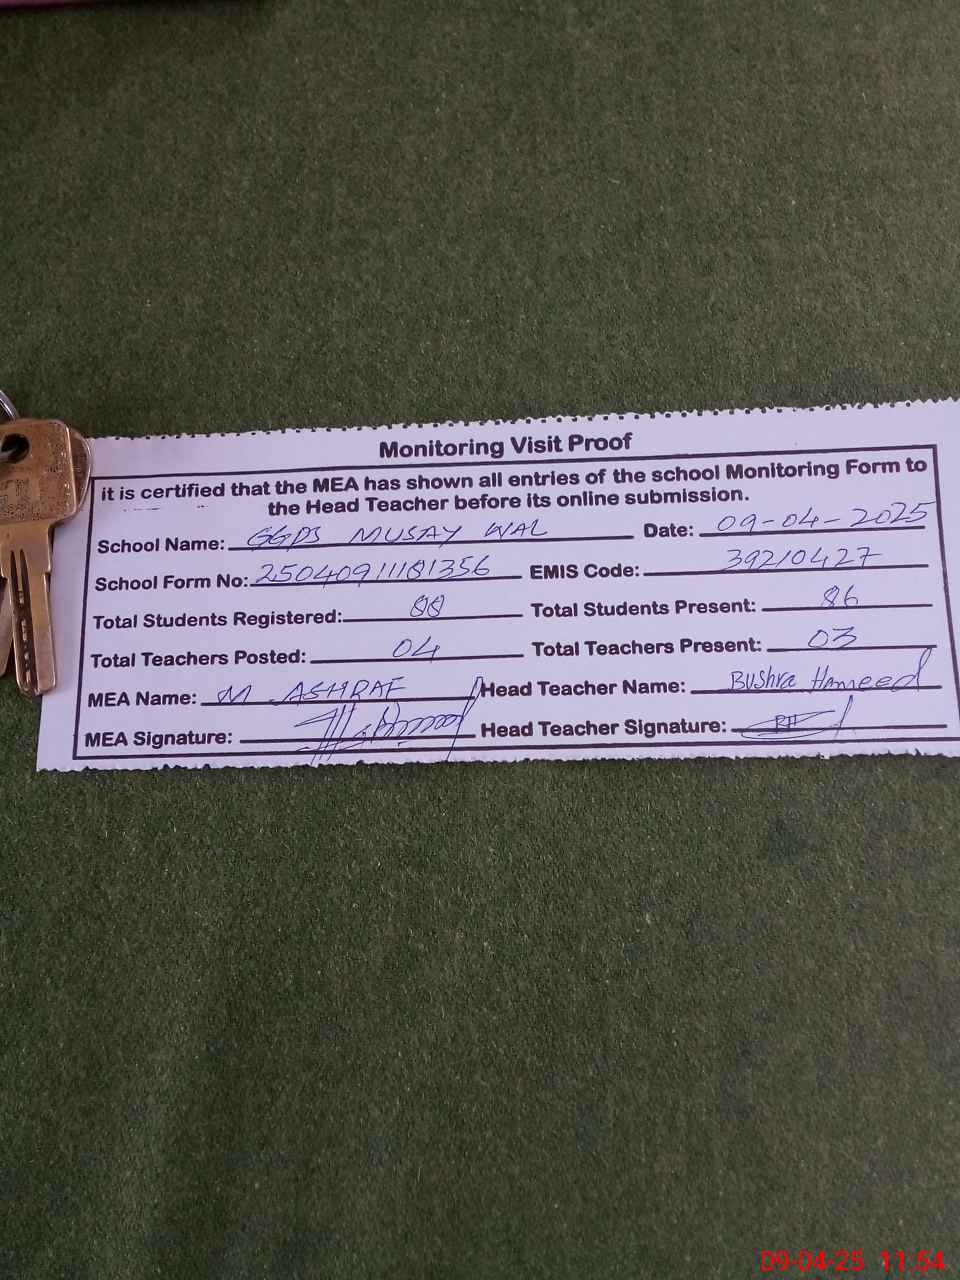 Monitoring Visit Proof
it is certified that the MEA has shown all entries of the school Monitoring Form to
the Head Teacher before its online submission.
School Name: GGPS MUSAY WAL Date: 09-04-2025
School Form No: 25040911181356 EMIS Code: 39210427
Total Students Registered: 88 Total Students Present: 86
Total Teachers Posted: 04 Total Teachers Present: 03
MEA Name: M ASHRAF Head Teacher Name: Bushra Hameed
MEA Signature: Head Teacher Signature:
09-04-25 11:54